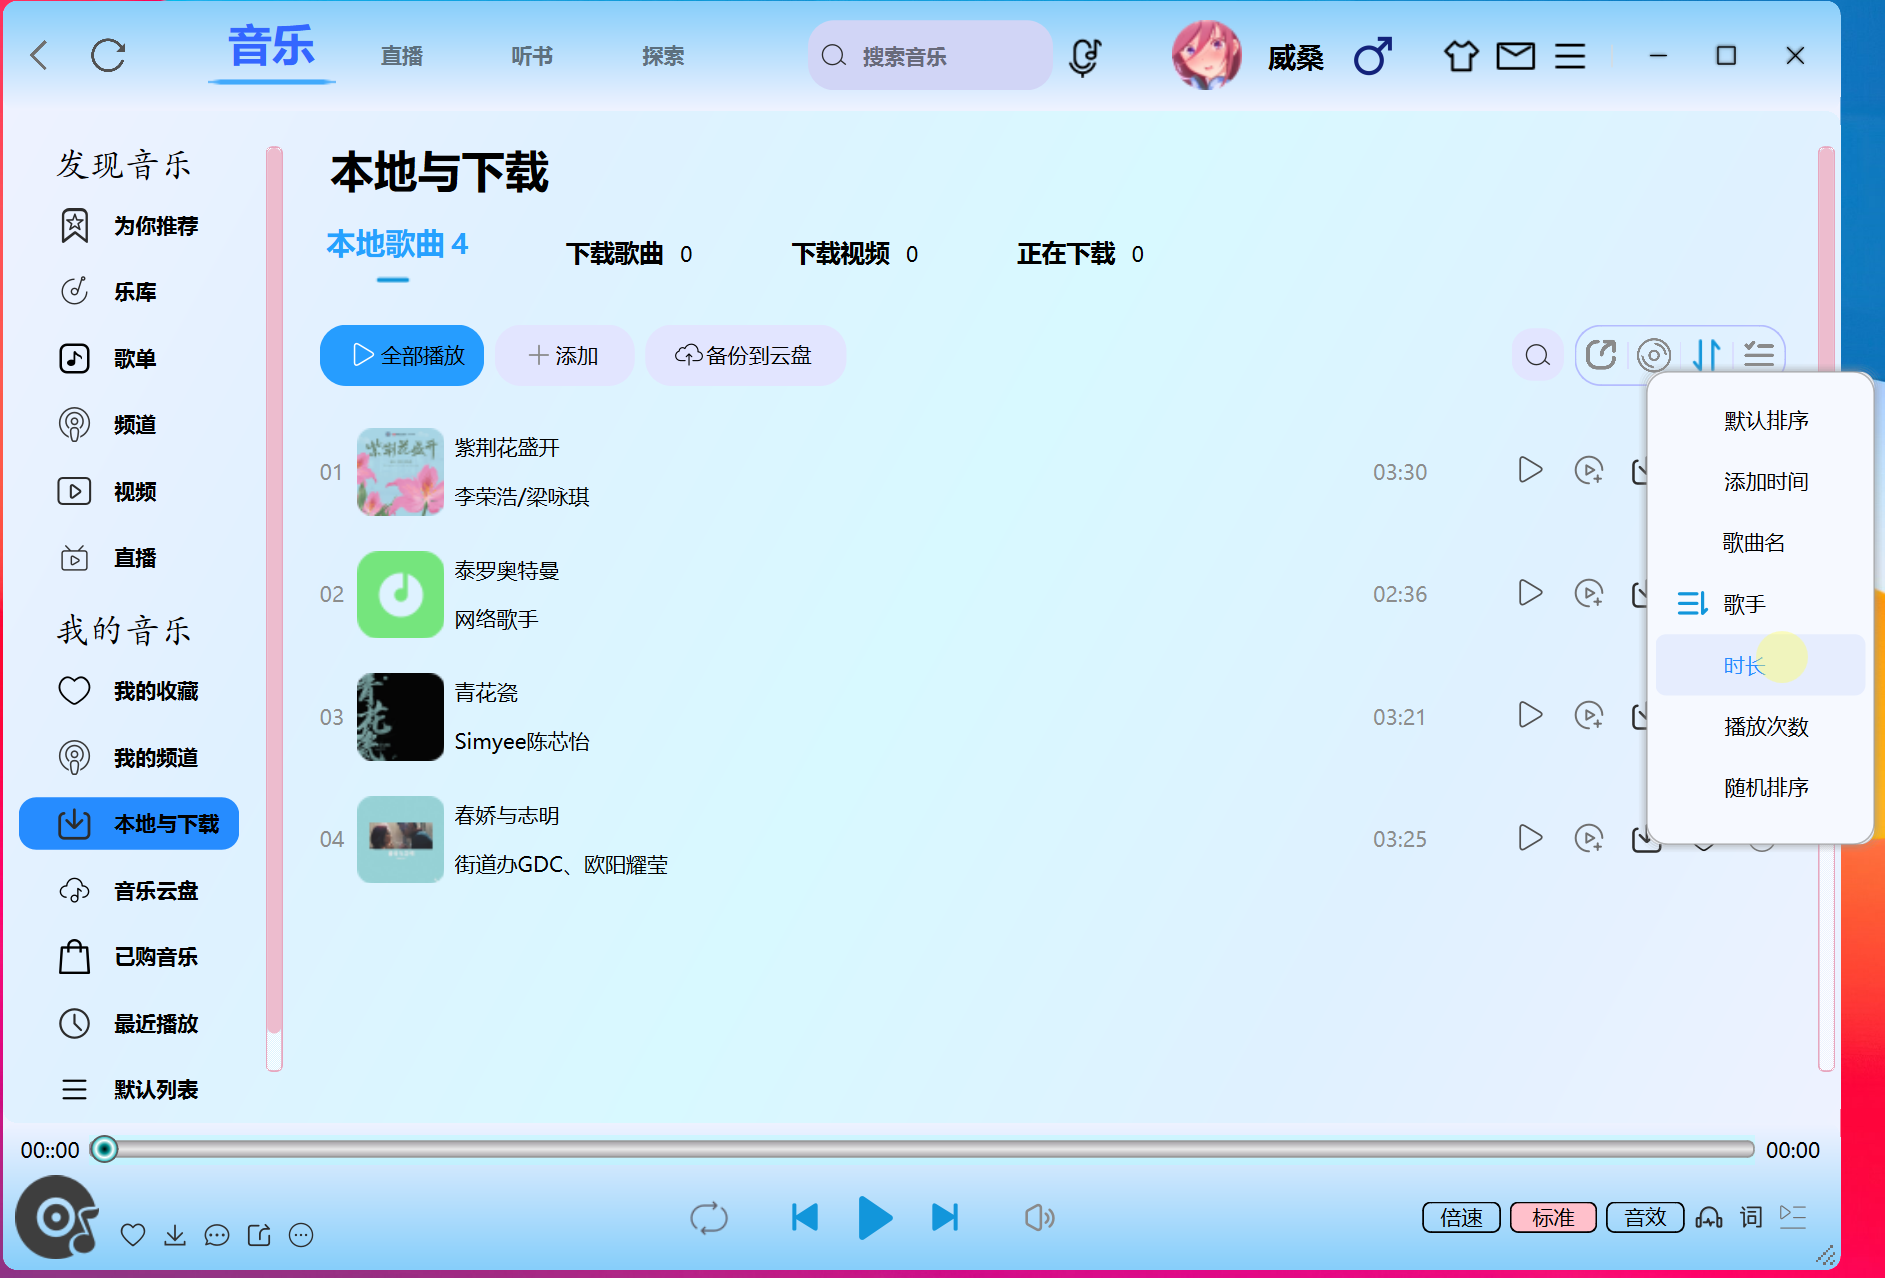 音乐
直播
听书
探索
搜索音乐
威桑
发现音乐
为你推荐
乐库
歌单
频道
视频
直播
我的音乐
我的收藏
我的频道
本地与下载
音乐云盘
已购音乐
最近播放
默认列表
本地与下载
本地歌曲 4
下载歌曲 0
下载视频 0
正在下载 0
全部播放
添加
备份到云盘
01
紫荆花盛开
紫荆花盛开
李荣浩/梁咏琪
03:30
02
泰罗奥特曼
网络歌手
02:36
03
青花瓷
青花瓷
Simyee陈芯怡
03:21
04
春娇与志明
街道办GDC、欧阳耀莹
03:25
默认排序
添加时间
歌曲名
歌手
时长
播放次数
随机排序
00::00
00:00
倍速
标准
音效
词